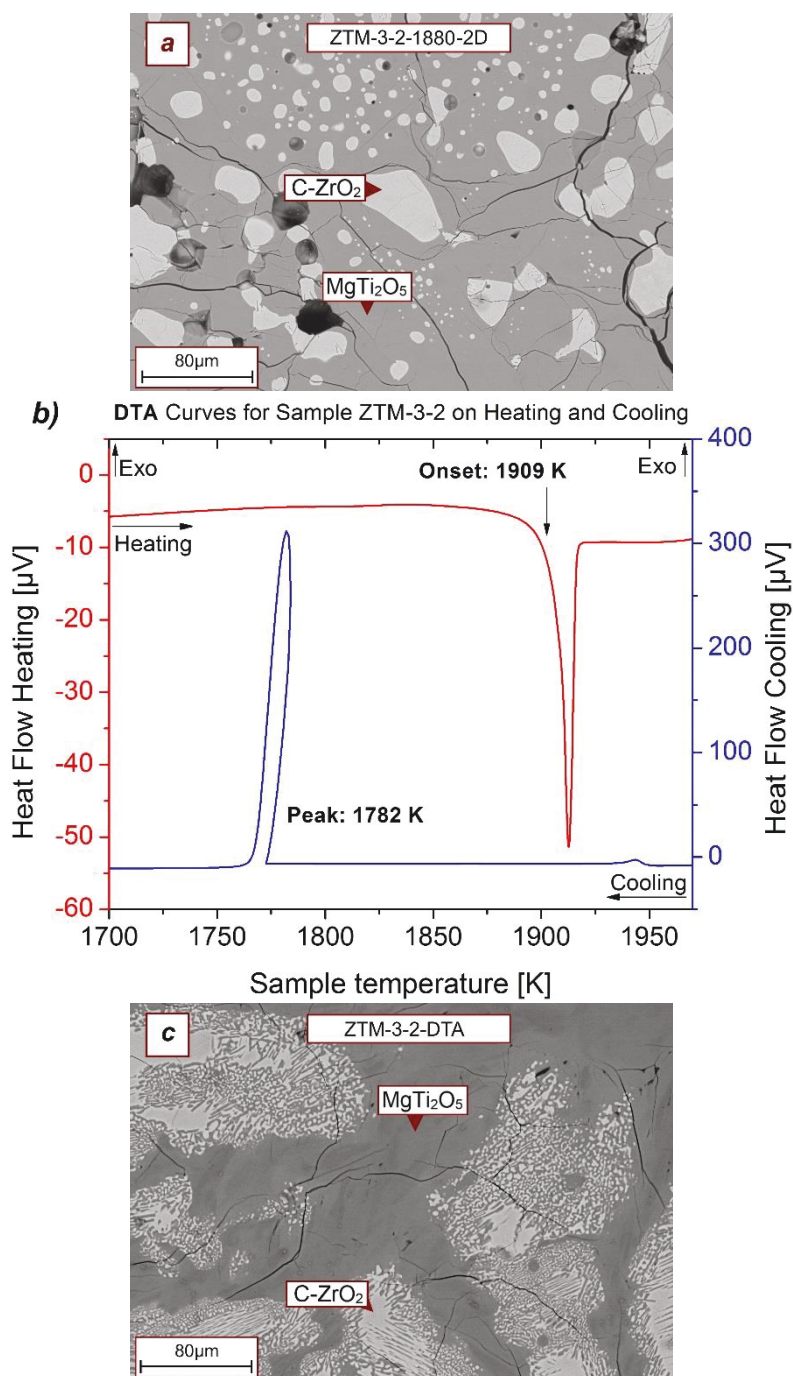 a
ZTM-3-2-1880-2D
C-ZrO₂
MgTi₂O₅
80µm
b) DTA Curves for Sample ZTM-3-2 on Heating and Cooling
Exo
Onset: 1909 K
Exo
Heating
Peak: 1782 K
Cooling
Heat Flow Heating [µV]
0
-10
-20
-30
-40
-50
-60
Heat Flow Cooling [µV]
400
300
200
100
0
1700 1750 1800 1850 1900 1950
Sample temperature [K]
c
ZTM-3-2-DTA
MgTi₂O₅
C-ZrO₂
80µm